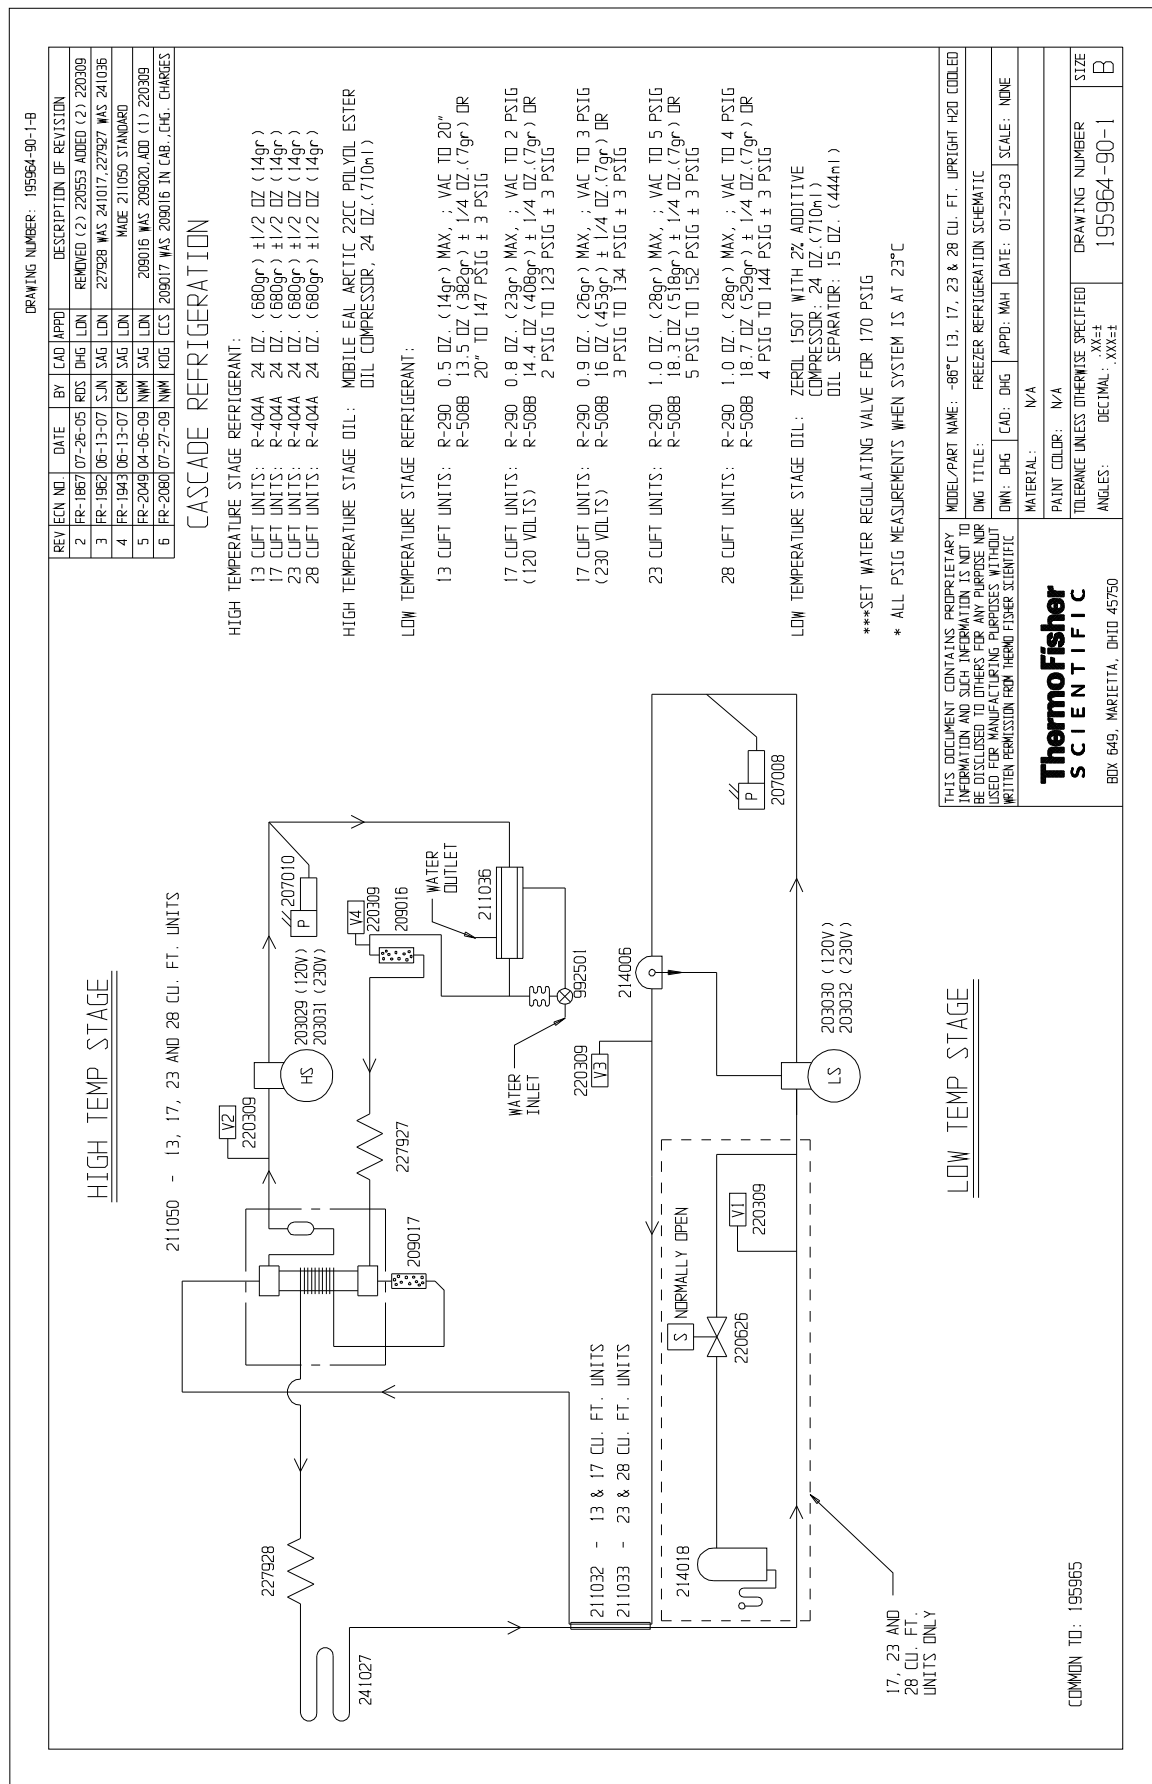 DRAWING NUMBER: 195964-90-1-B
REV ECN NO. DATE BY CAD APPD DESCRIPTION OF REVISION
2 FR-1867 07-26-05 RDS DHG LDN REMOVED (2) 220553 ADDED (2) 220309
3 FR-1962 06-13-07 SJN SAG LDN 227928 WAS 241017,227927 WAS 241036
4 FR-1943 06-13-07 CRM SAG LDN MADE 211050 STANDARD
5 FR-2049 04-06-09 NWM SAG LDN 209016 WAS 209020,ADD (1) 220309
6 FR-2080 07-27-09 NWM KDG CCS 209017 WAS 209016 IN CAB.,CHG. CHARGES
CASCADE REFRIGERATION
HIGH TEMPERATURE STAGE REFRIGERANT:
13 CUFT UNITS: R-404A 24 OZ. (680gr) ±1/2 OZ (14gr)
17 CUFT UNITS: R-404A 24 OZ. (680gr) ±1/2 OZ (14gr)
23 CUFT UNITS: R-404A 24 OZ. (680gr) ±1/2 OZ (14gr)
28 CUFT UNITS: R-404A 24 OZ. (680gr) ±1/2 OZ (14gr)
HIGH TEMPERATURE STAGE OIL: MOBILE EAL ARCTIC 22CC POLYOL ESTER
OIL COMPRESSOR, 24 OZ.(710ml)
LOW TEMPERATURE STAGE REFRIGERANT:
13 CUFT UNITS: R-290 0.5 OZ (14gr) MAX, ; VAC TO 20"
R-508B 13.5 OZ (382gr) ± 1/4 OZ.(7gr) OR
20" TO 147 PSIG ± 3 PSIG
17 CUFT UNITS: R-290 0.8 OZ (23gr) MAX, ; VAC TO 2 PSIG
(120 VOLTS) R-508B 14.4 OZ (408gr) ± 1/4 OZ.(7gr) OR
2 PSIG TO 123 PSIG ± 3 PSIG
17 CUFT UNITS: R-290 0.9 OZ (26gr) MAX, ; VAC TO 3 PSIG
(230 VOLTS) R-508B 16 OZ (453gr) ± 1/4 OZ.(7gr) OR
3 PSIG TO 134 PSIG ± 3 PSIG
23 CUFT UNITS: R-290 1.0 OZ (28gr) MAX, ; VAC TO 5 PSIG
R-508B 18.3 OZ (518gr) ± 1/4 OZ.(7gr) OR
5 PSIG TO 152 PSIG ± 3 PSIG
28 CUFT UNITS: R-290 1.0 OZ (28gr) MAX, ; VAC TO 4 PSIG
R-508B 18.7 OZ (529gr) ± 1/4 OZ.(7gr) OR
4 PSIG TO 144 PSIG ± 3 PSIG
LOW TEMPERATURE STAGE OIL: ZEROL 150T WITH 2% ADDITIVE
COMPRESSOR: 24 OZ.(710ml)
OIL SEPARATOR: 15 OZ. (444ml)
***SET WATER REGULATING VALVE FOR 170 PSIG
* ALL PSIG MEASUREMENTS WHEN SYSTEM IS AT 23°C
HIGH TEMP STAGE
211050 - 13, 17, 23 AND 28 CU. FT. UNITS
V2
220309
HS
203029 (120V)
203031 (230V)
P
207010
V4
220309
209016
WATER
OUTLET
211036
992501
WATER
INLET
227927
209017
227928
241027
211032 - 13 & 17 CU. FT. UNITS
211033 - 23 & 28 CU. FT. UNITS
220309
V3
214006
P
207008
214018
S
NORMALLY OPEN
220626
V1
220309
LS
203030 (120V)
203032 (230V)
17, 23 AND
28 CU. FT.
UNITS ONLY
LOW TEMP STAGE
COMMON TO: 195965
THIS DOCUMENT CONTAINS PROPRIETARY
INFORMATION AND SUCH INFORMATION IS NOT TO
BE DISCLOSED TO OTHERS FOR ANY PURPOSE NOR
USED FOR MANUFACTURING PURPOSES WITHOUT
WRITTEN PERMISSION FROM THERMO FISHER SCIENTIFIC
ThermoFisher
SCIENTIFIC
BOX 649, MARIETTA, OHIO 45750
MODEL/PART NAME: -86°C 13, 17, 23 & 28 CU. FT. UPRIGHT H2O COOLED
DWG TITLE: FREEZER REFRIGERATION SCHEMATIC
DWN: DHG CAD: DHG APPD: MAH DATE: 01-23-03 SCALE: NONE
MATERIAL: N/A
PAINT COLOR: N/A
TOLERANCE UNLESS OTHERWISE SPECIFIED
ANGLES: DECIMAL: .XX=±
.XXX=±
DRAWING NUMBER
195964-90-1
SIZE
B